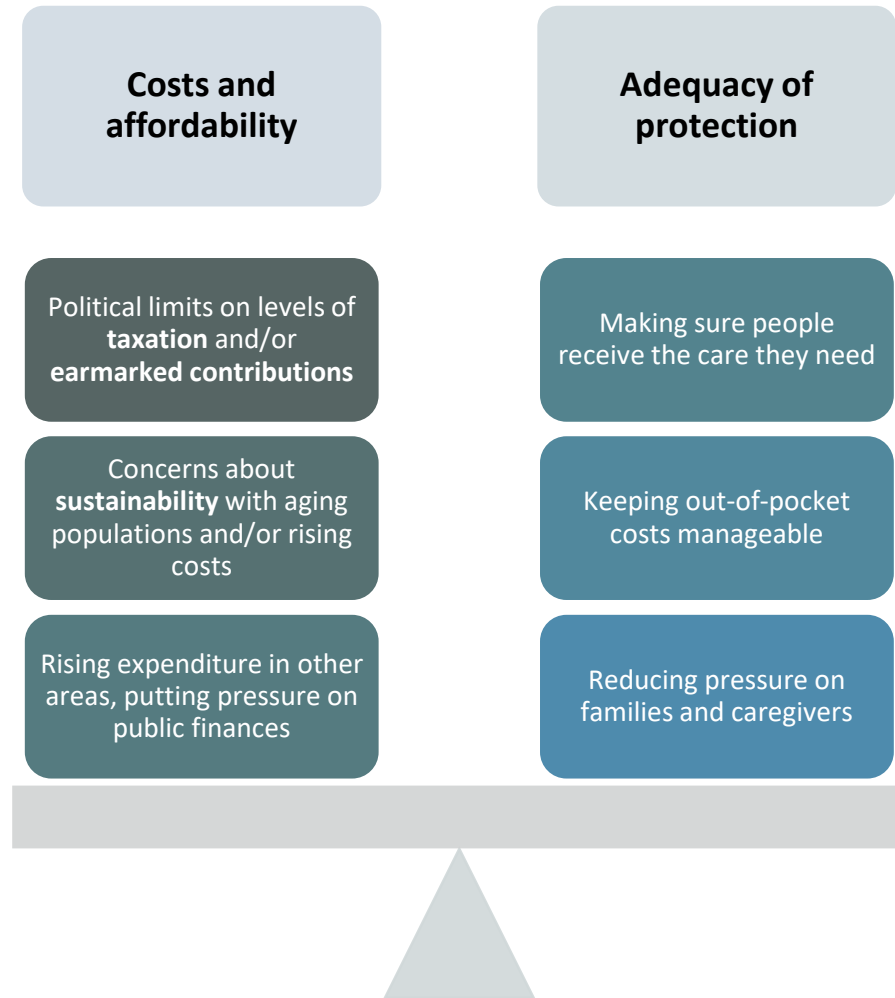 Costs and
affordability
Political limits on levels of
taxation and/or
earmarked contributions
Concerns about
sustainability with aging
populations and/or rising
costs
Rising expenditure in other
areas, putting pressure on
public finances
Adequacy of
protection
Making sure people
receive the care they need
Keeping out-of-pocket
costs manageable
Reducing pressure on
families and caregivers